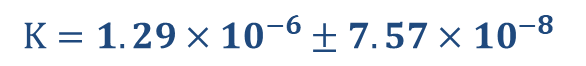 K = 1.29 × 10⁻⁶ ± 7.57 × 10⁻⁸